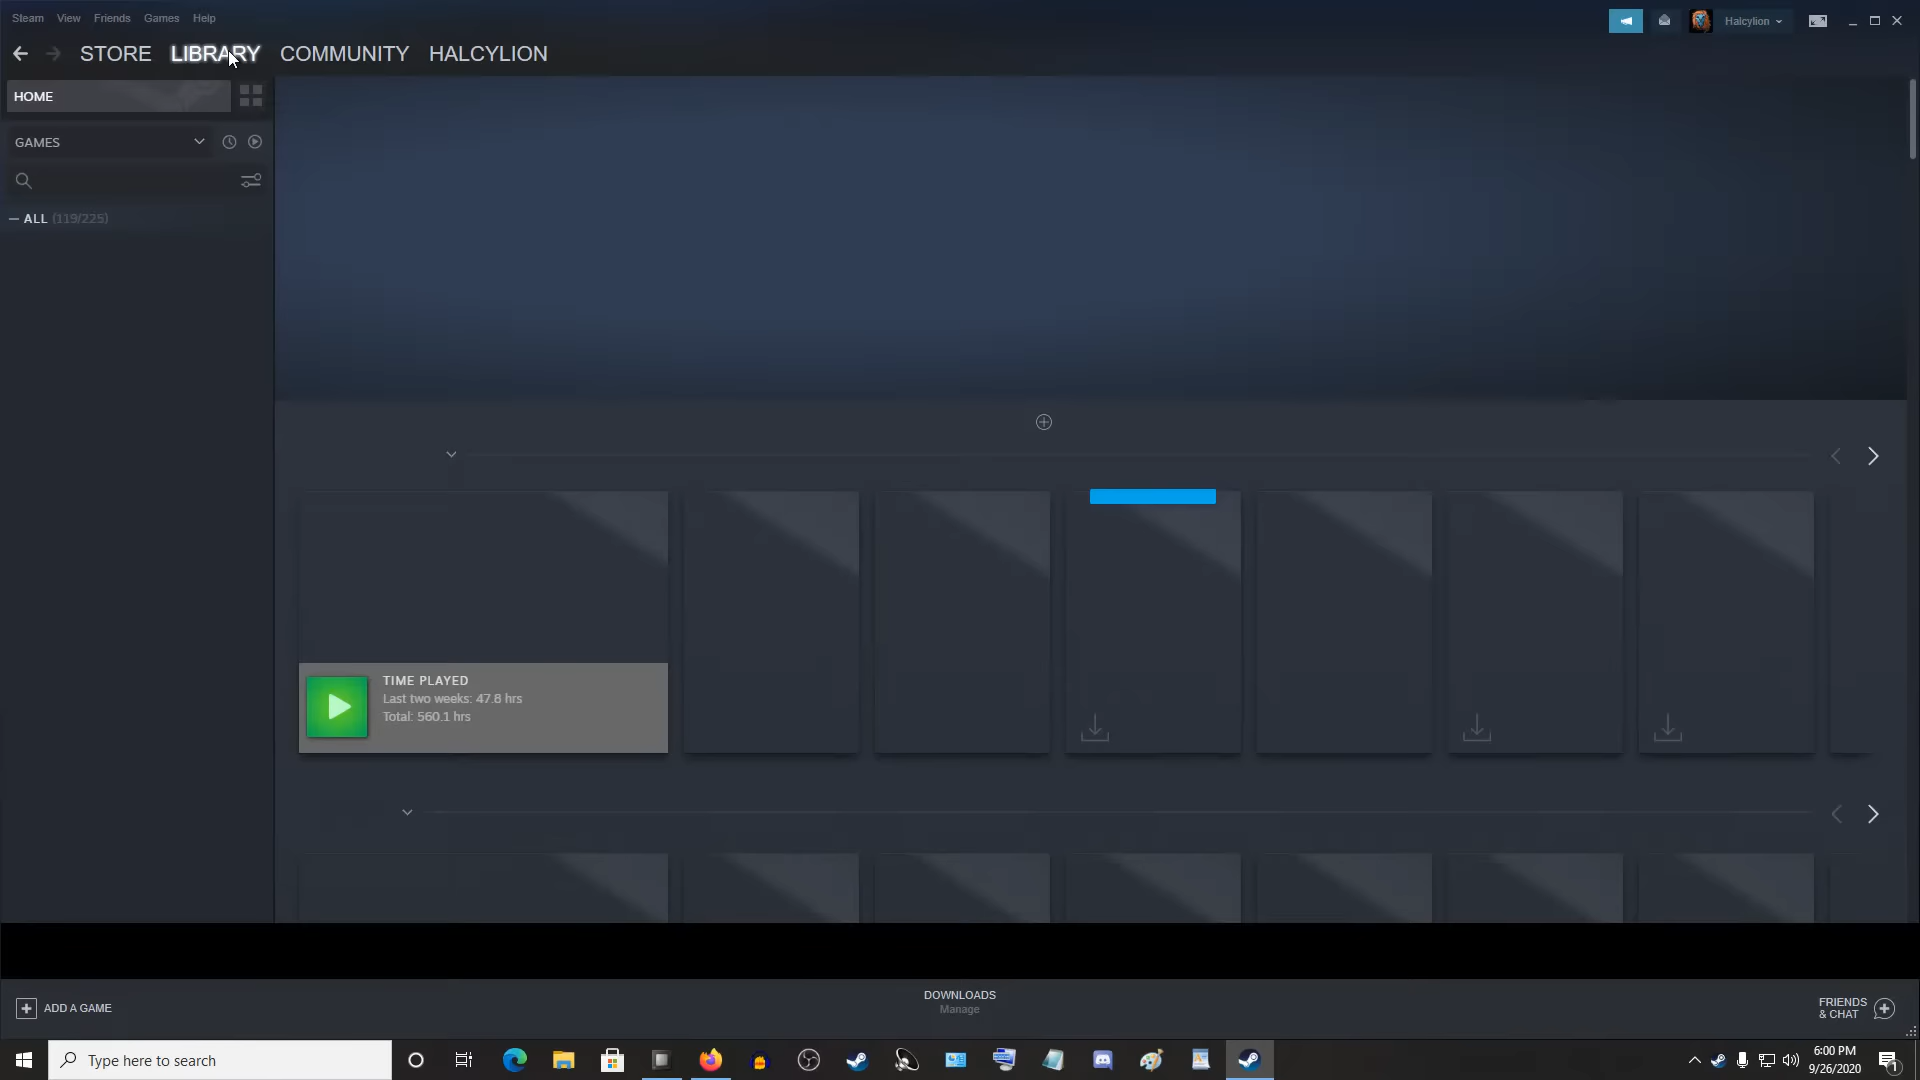 Steam View Friends Games Help
Halcylion
STORE LIBRARY COMMUNITY HALCYLION
HOME
GAMES
ALL (119/225)
TIME PLAYED
Last two weeks: 47.8 hrs
Total: 560.1 hrs
ADD A GAME
DOWNLOADS
Manage
FRIENDS
& CHAT
Type here to search
6:00 PM
9/26/2020
1